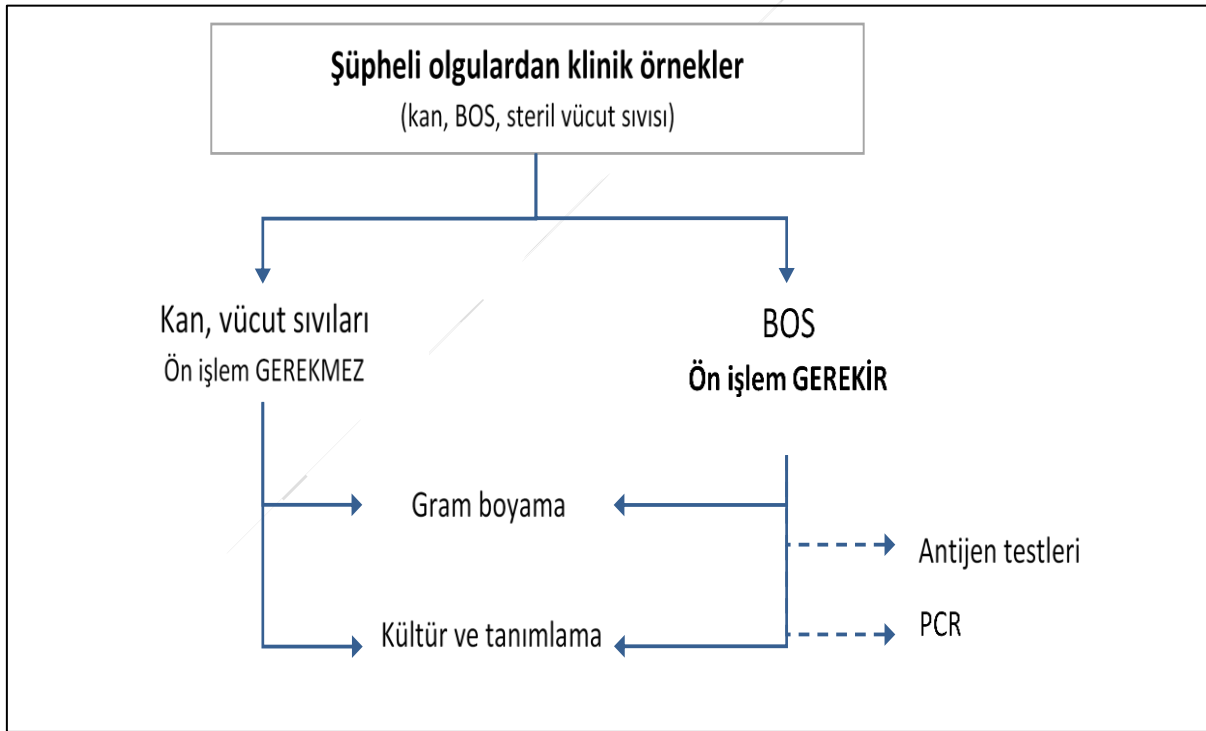 Şüpheli olgulardan klinik örnekler
(kan, BOS, steril vücut sıvısı)
Kan, vücut sıvıları
Ön işlem GEREKMEZ
BOS
Ön işlem GEREKİR
Gram boyama
Antijen testleri
Kültür ve tanımlama
PCR